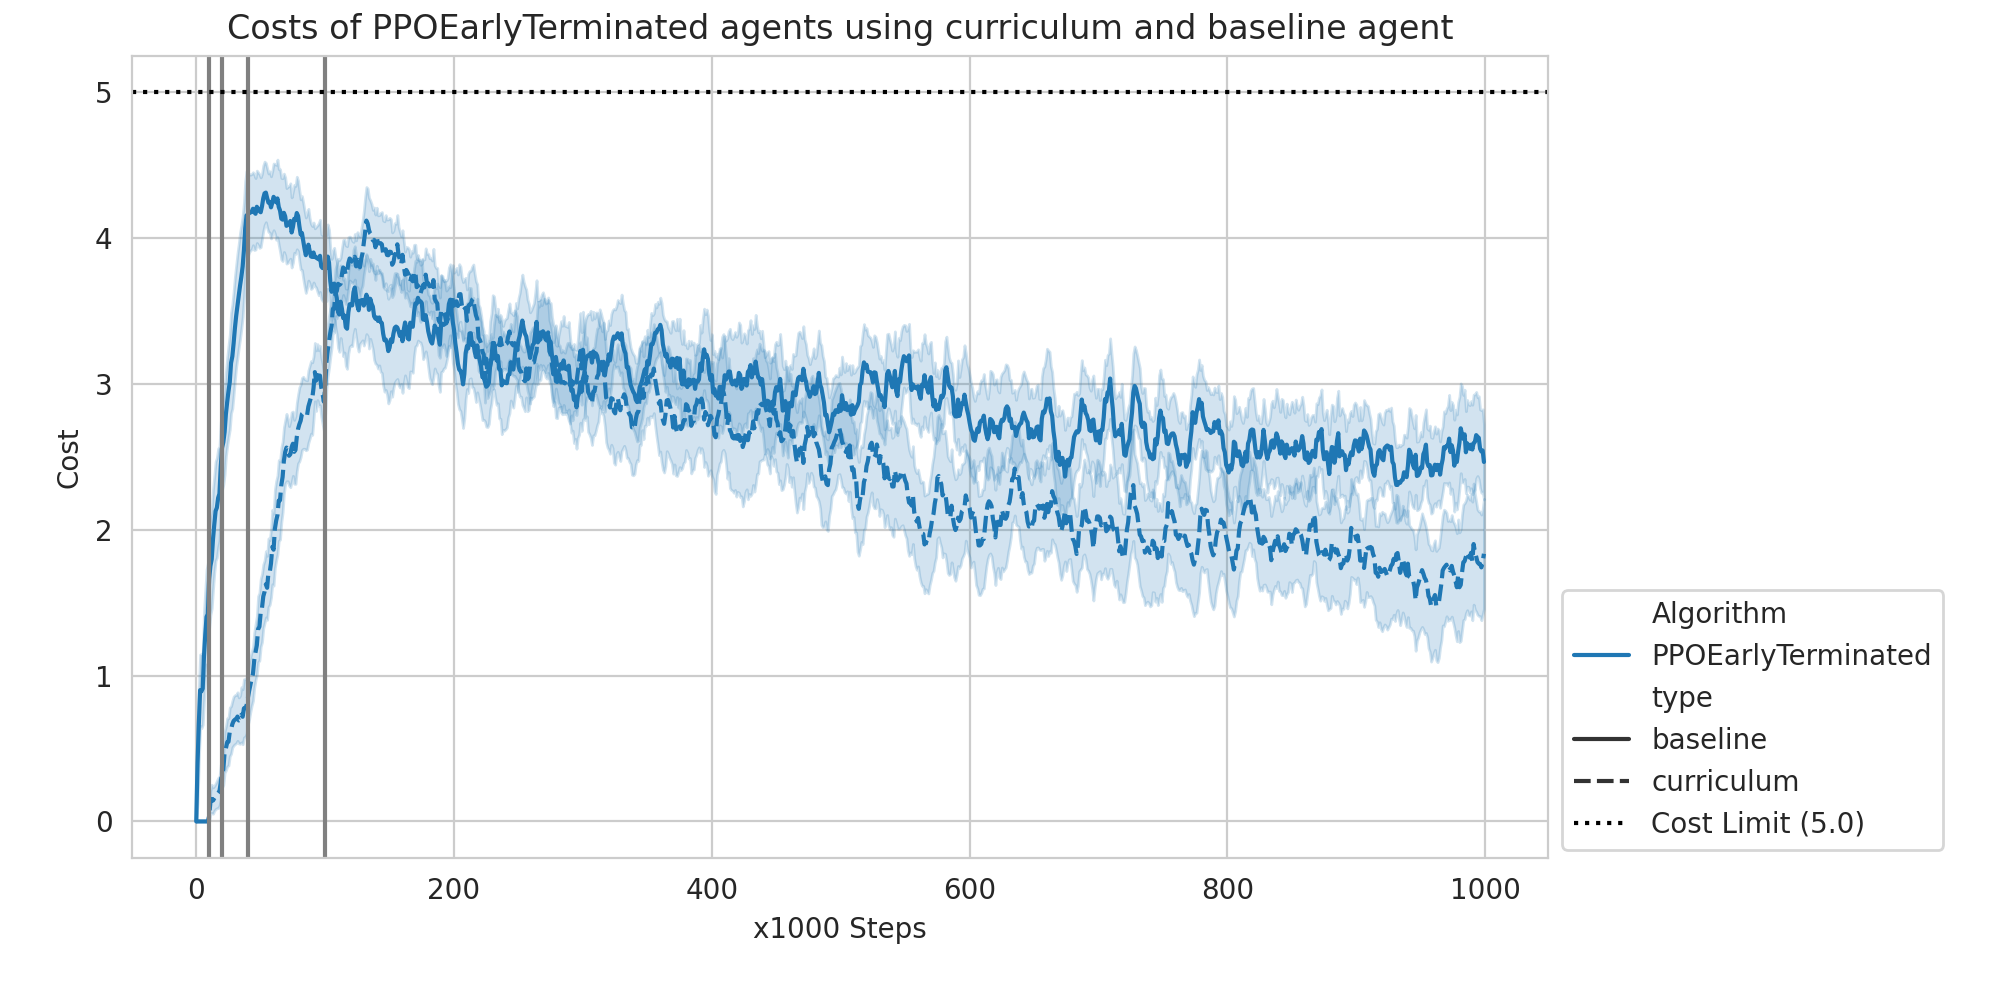 Costs of PPOEarlyTerminated agents using curriculum and baseline agent
5
4
3
2
1
0
Cost
0 200 400 600 800 1000
x1000 Steps
Algorithm
PPOEarlyTerminated
type
baseline
curriculum
Cost Limit (5.0)